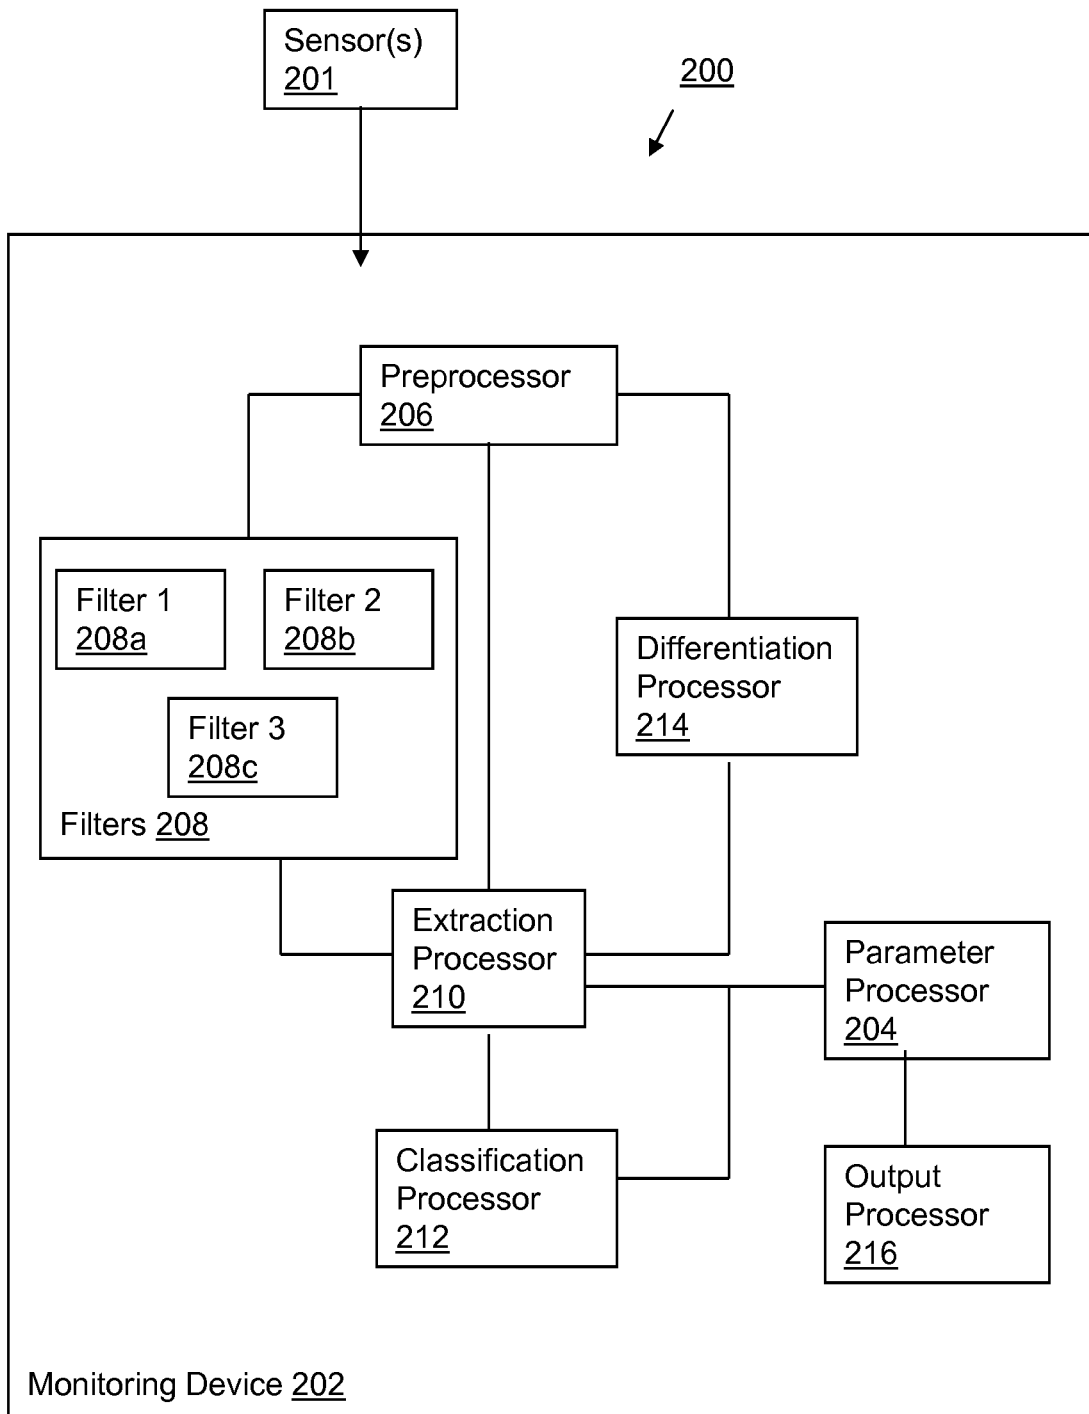 Sensor(s)
201
200
Preprocessor
206
Filter 1
208a
Filter 2
208b
Filter 3
208c
Filters 208
Differentiation
Processor
214
Extraction
Processor
210
Parameter
Processor
204
Classification
Processor
212
Output
Processor
216
Monitoring Device 202